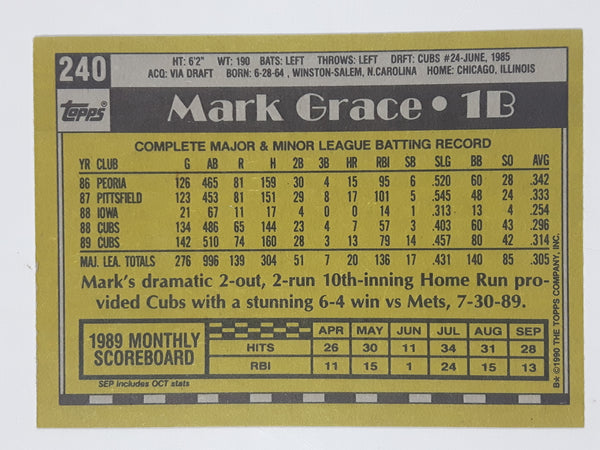 240
HT: 6'2" WT: 190 BATS: LEFT THROWS: LEFT DRFT: CUBS #24-JUNE, 1985
ACQ: VIA DRAFT BORN: 6-28-64, WINSTON-SALEM, N.CAROLINA HOME: CHICAGO, ILLINOIS
Topps
Mark Grace • 1B
COMPLETE MAJOR & MINOR LEAGUE BATTING RECORD
YR CLUB G AB R H 2B 3B HR RBI SB SLG BB SO AVG
86 PEORIA 126 465 81 159 30 4 15 95 6 .520 60 28 .342
87 PITTSFIELD 123 453 81 151 29 8 17 101 5 .545 48 24 .333
88 IOWA 21 67 11 17 4 0 0 14 1 .313 13 4 .254
88 CUBS 134 486 65 144 23 4 7 57 3 .403 60 43 .296
89 CUBS 142 510 74 160 28 3 13 79 14 .457 80 42 .314
MAJ. LEA. TOTALS 276 996 139 304 51 7 20 136 17 .431 140 85 .305
Mark's dramatic 2-out, 2-run 10th-inning Home Run pro-
vided Cubs with a stunning 6-4 win vs Mets, 7-30-89.
1989 MONTHLY
SCOREBOARD
APR MAY JUN JUL AUG SEP
HITS 26 30 11 34 31 28
RBI 11 15 1 24 15 13
SEP includes OCT stats
B★ ©1990 THE TOPPS COMPANY, INC.